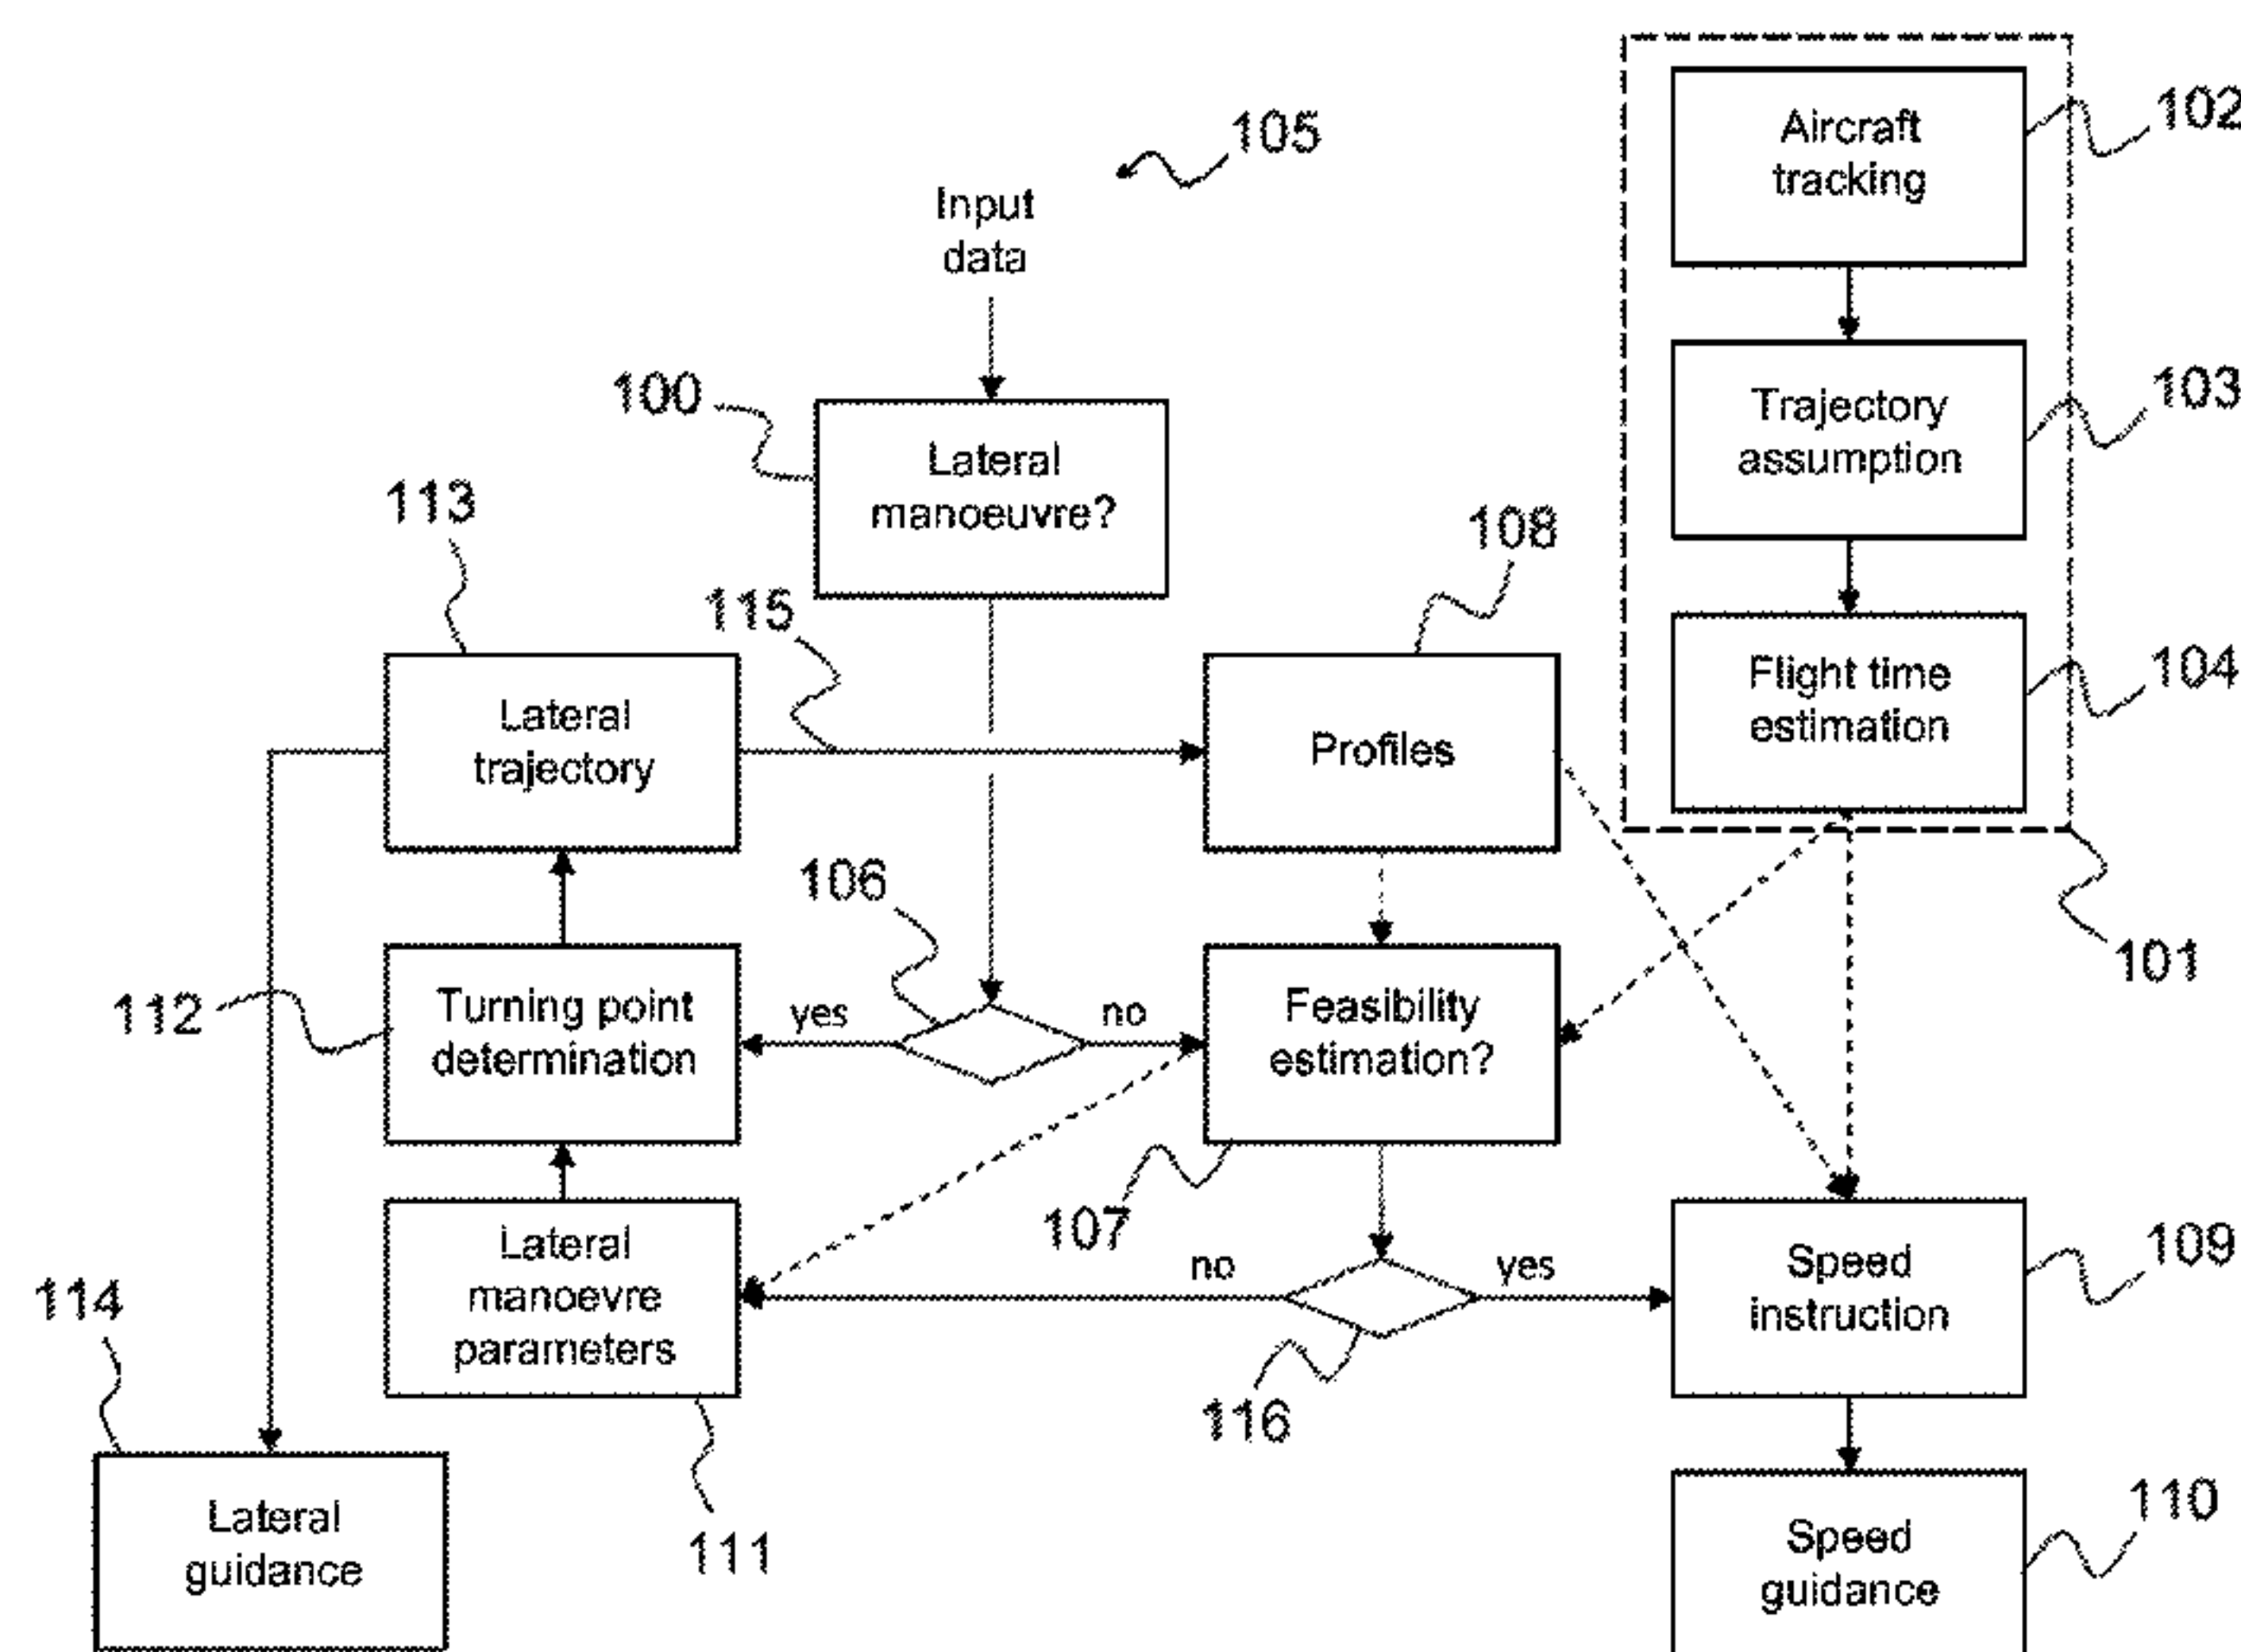 Aircraft
tracking
102
105
Input
data
Trajectory
assumption
103
100
Lateral
manoeuvre?
113
108
115
Lateral
trajectory
Profiles
Flight time
estimation
104
106
101
112
Turning point
determination
yes
no
Feasibility
estimation?
107
Lateral
manoevre
parameters
no
yes
Speed
instruction
109
114
116
111
Lateral
guidance
Speed
guidance
110